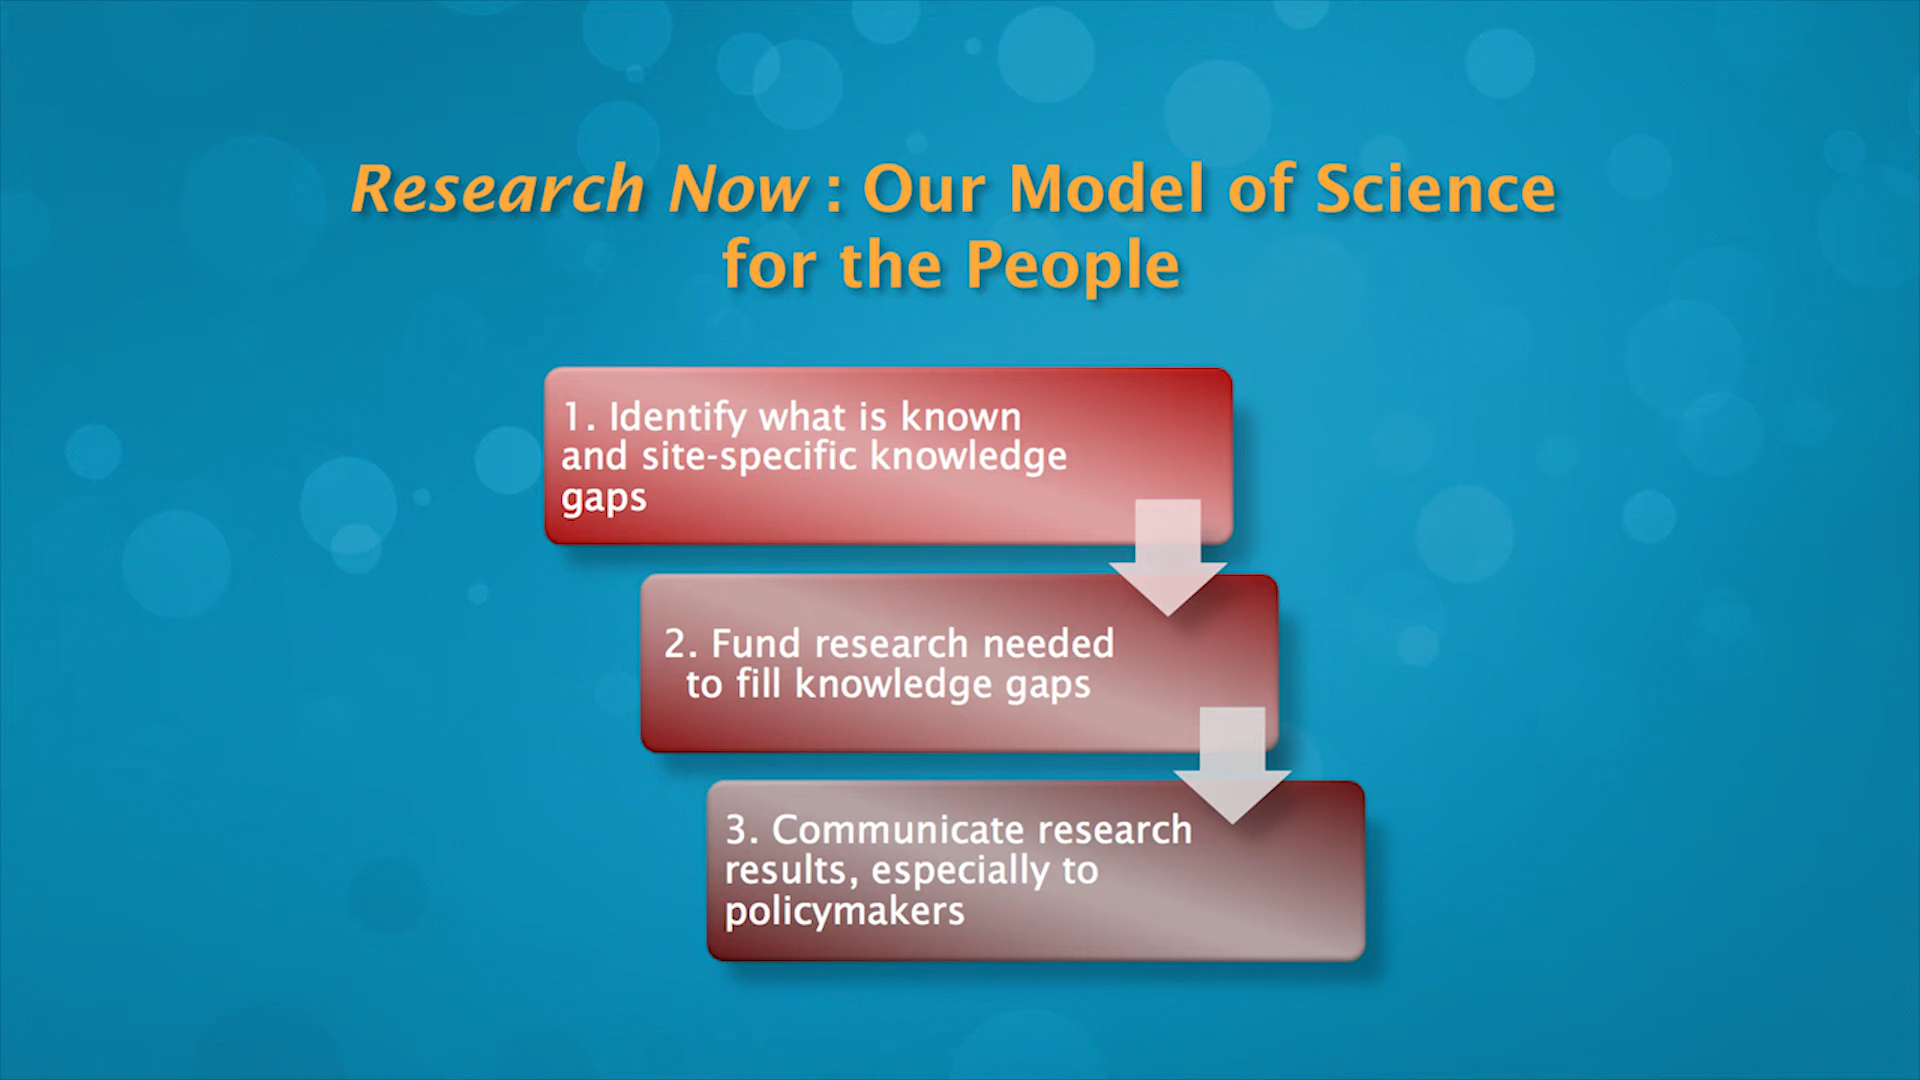 Research Now : Our Model of Science
for the People
1. Identify what is known
and site-specific knowledge
gaps
2. Fund research needed
to fill knowledge gaps
3. Communicate research
results, especially to
policymakers